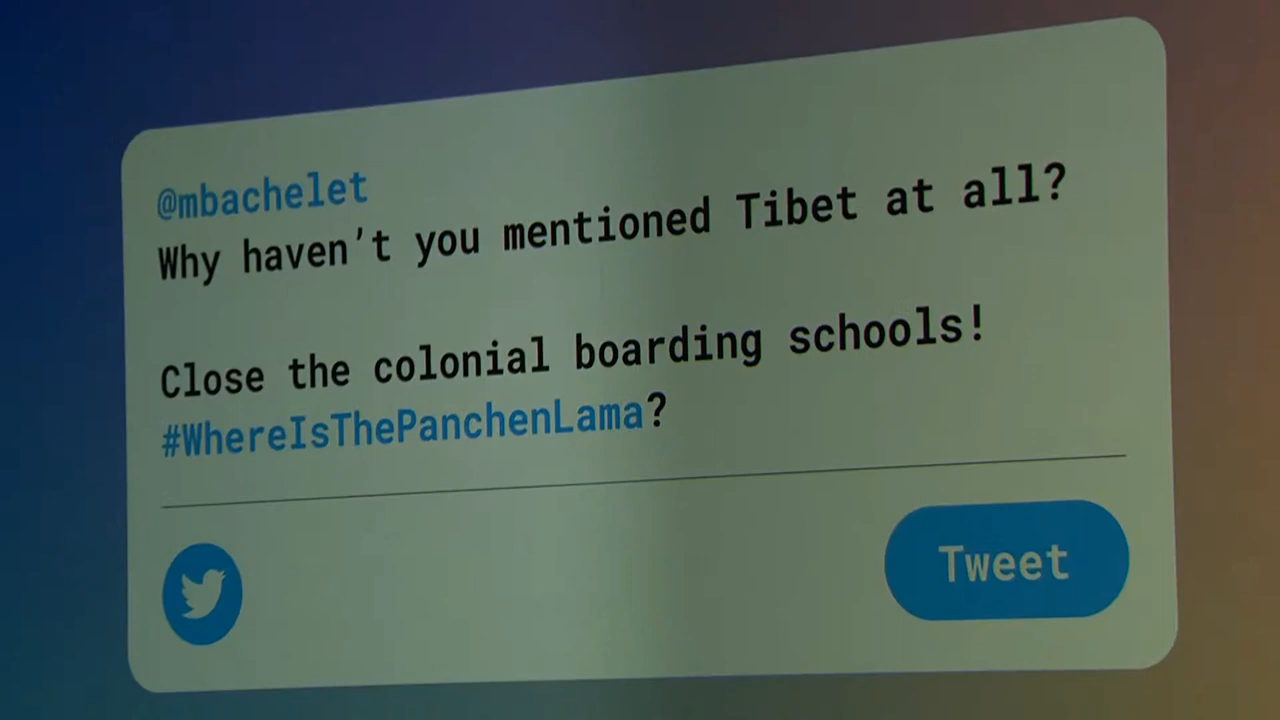 @mbachelet
Why haven't you mentioned Tibet at all?
Close the colonial boarding schools!
#WhereIsThePanchenLama?
Tweet